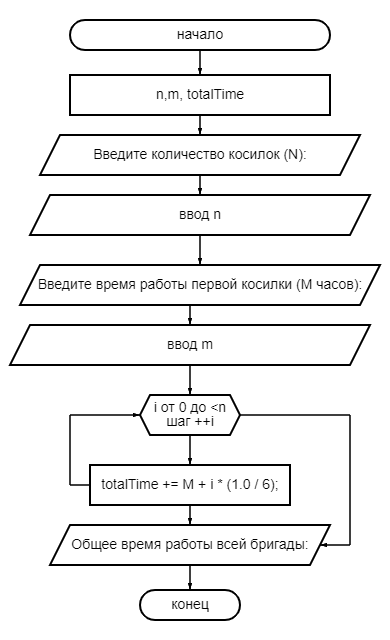 начало
n,m, totalTime
Введите количество косилок (N):
ввод n
Введите время работы первой косилки (M часов):
ввод m
i от 0 до <n
шаг ++i
totalTime += M + i * (1.0 / 6);
Общее время работы всей бригады:
конец